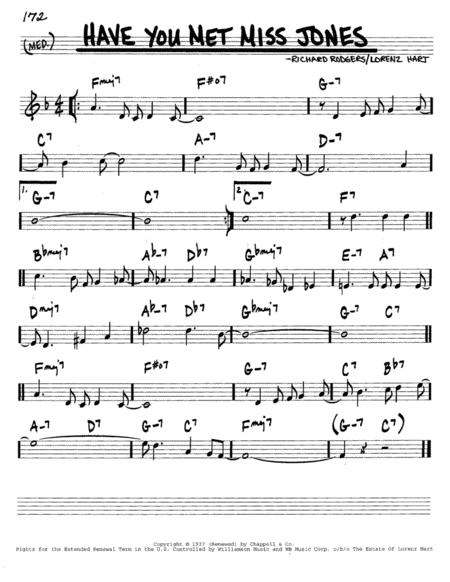 172
(MED.)
HAVE YOU MET MISS JONES
-RICHARD RODGERS/LORENZ HART
Fmaj7 F#o7 G-7
C7 A-7 D-7
1. G-7 C7 2. C-7 F7
Bbmaj7 Ab-7 Db7 Gbmaj7 E-7 A7
Dmaj7 Ab-7 Db7 Gbmaj7 G-7 C7
Fmaj7 F#o7 G-7 C7 Bb7
A-7 D7 G-7 C7 Fmaj7 (G-7 C7)
Copyright © 1937 (Renewed) by Chappell & Co.
Rights for the Extended Renewal Term in the U.S. Controlled by Williamson Music and WB Music Corp. o/b/o The Estate Of Lorenz Hart